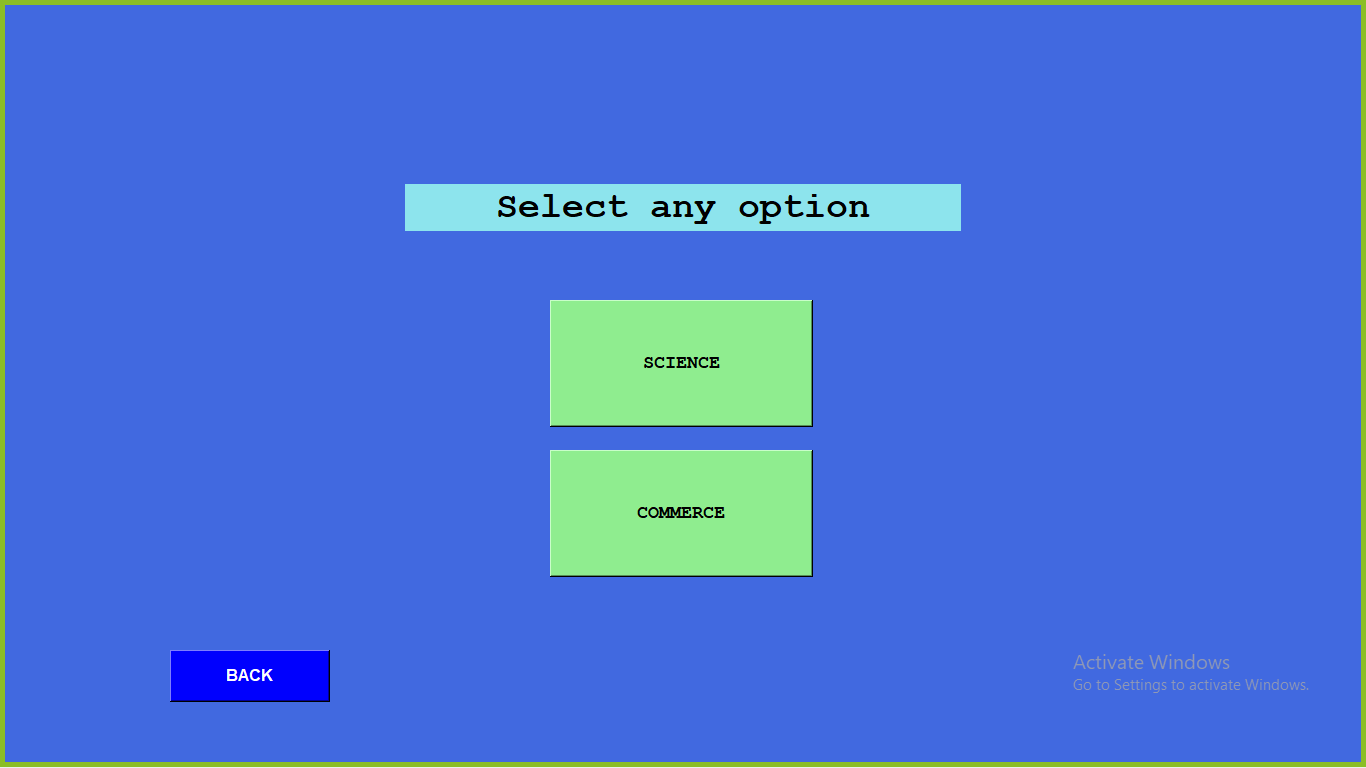 Select any option
SCIENCE
COMMERCE
BACK
Activate Windows
Go to Settings to activate Windows.